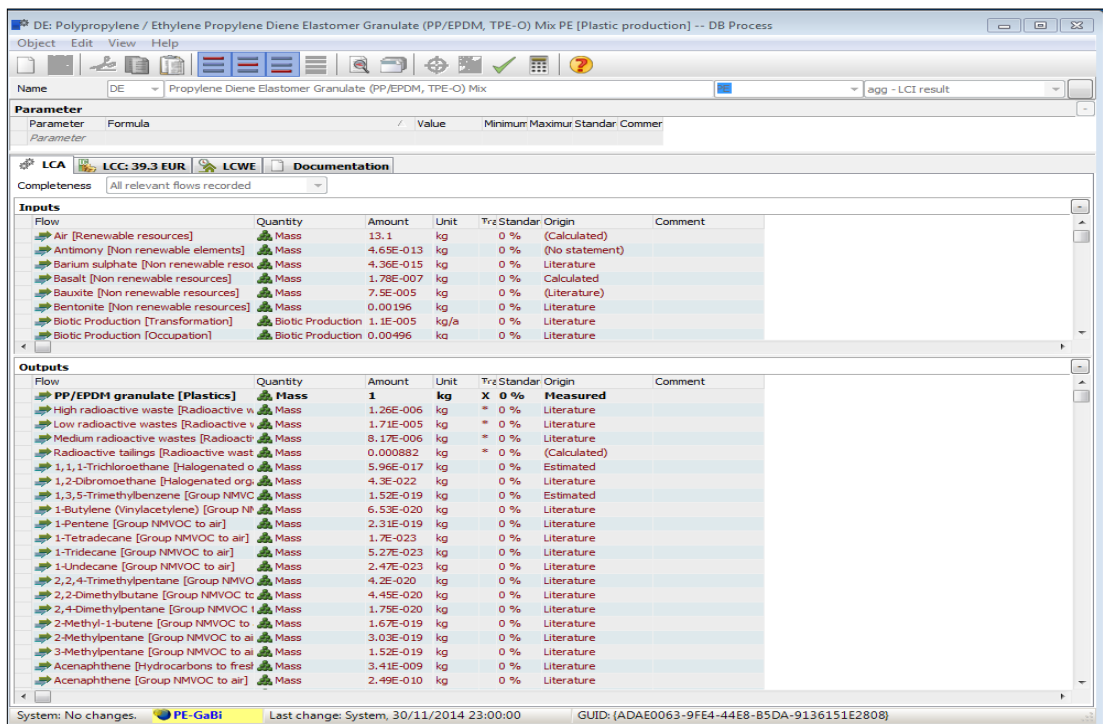 DE: Polypropylene / Ethylene Propylene Diene Elastomer Granulate (PP/EPDM, TPE-O) Mix PE [Plastic production] -- DB Process
Object Edit View Help
Name DE Propylene Diene Elastomer Granulate (PP/EPDM, TPE-O) Mix agg - LCI result
Parameter
Parameter Formula Value Minimum Maximur Standar Commer
Parameter
LCA LCC: 39.3 EUR LCWE Documentation
Completeness All relevant flows recorded
Inputs
Flow Quantity Amount Unit Tra Standar Origin Comment
Air [Renewable resources] Mass 13.1 kg 0 % (Calculated)
Antimony [Non renewable elements] Mass 4.65E-013 kg 0 % (No statement)
Barium sulphate [Non renewable resou Mass 4.36E-015 kg 0 % Literature
Basalt [Non renewable resources] Mass 1.78E-007 kg 0 % Calculated
Bauxite [Non renewable resources] Mass 7.5E-005 kg 0 % (Literature)
Bentonite [Non renewable resources] Mass 0.00196 kg 0 % Literature
Biotic Production [Transformation] Biotic Production 1.1E-005 kg/a 0 % Literature
Biotic Production [Occupation] Biotic Production 0.00496 kg 0 % Literature
Outputs
Flow Quantity Amount Unit Tra Standar Origin Comment
PP/EPDM granulate [Plastics] Mass 1 kg X 0 % Measured
High radioactive waste [Radioactive w Mass 1.26E-006 kg * 0 % Literature
Low radioactive wastes [Radioactive v Mass 1.71E-005 kg * 0 % Literature
Medium radioactive wastes [Radioacti Mass 8.17E-006 kg * 0 % Literature
Radioactive tailings [Radioactive wast Mass 0.000882 kg * 0 % (Calculated)
1,1,1-Trichloroethane [Halogenated o Mass 5.96E-017 kg 0 % Estimated
1,2-Dibromoethane [Halogenated orga Mass 4.3E-022 kg 0 % Literature
1,3,5-Trimethylbenzene [Group NMVC Mass 1.52E-019 kg 0 % Estimated
1-Butylene (Vinylacetylene) [Group NM Mass 6.53E-020 kg 0 % Literature
1-Pentene [Group NMVOC to air] Mass 2.31E-019 kg 0 % Literature
1-Tetradecane [Group NMVOC to air] Mass 1.7E-023 kg 0 % Literature
1-Tridecane [Group NMVOC to air] Mass 5.27E-023 kg 0 % Literature
1-Undecane [Group NMVOC to air] Mass 2.47E-023 kg 0 % Literature
2,2,4-Trimethylpentane [Group NMVO Mass 4.2E-020 kg 0 % Literature
2,2-Dimethylbutane [Group NMVOC to Mass 4.45E-020 kg 0 % Literature
2,4-Dimethylpentane [Group NMVOC t Mass 1.75E-020 kg 0 % Literature
2-Methyl-1-butene [Group NMVOC to Mass 1.67E-019 kg 0 % Literature
2-Methylpentane [Group NMVOC to ai Mass 3.03E-019 kg 0 % Literature
3-Methylpentane [Group NMVOC to ai Mass 1.52E-019 kg 0 % Literature
Acenaphthene [Hydrocarbons to fresh Mass 3.41E-009 kg 0 % Literature
Acenaphthene [Group NMVOC to air] Mass 2.49E-010 kg 0 % Literature
System: No changes. PE-GaBi Last change: System, 30/11/2014 23:00:00 GUID: {ADAE0063-9FE4-44E8-B5DA-9136151E2808}